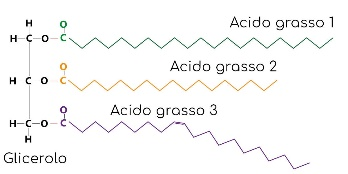 Acido grasso 1
H O
H C O C
Acido grasso 2
O
H C O C
Acido grasso 3
O
H C O C
H
Glicerolo